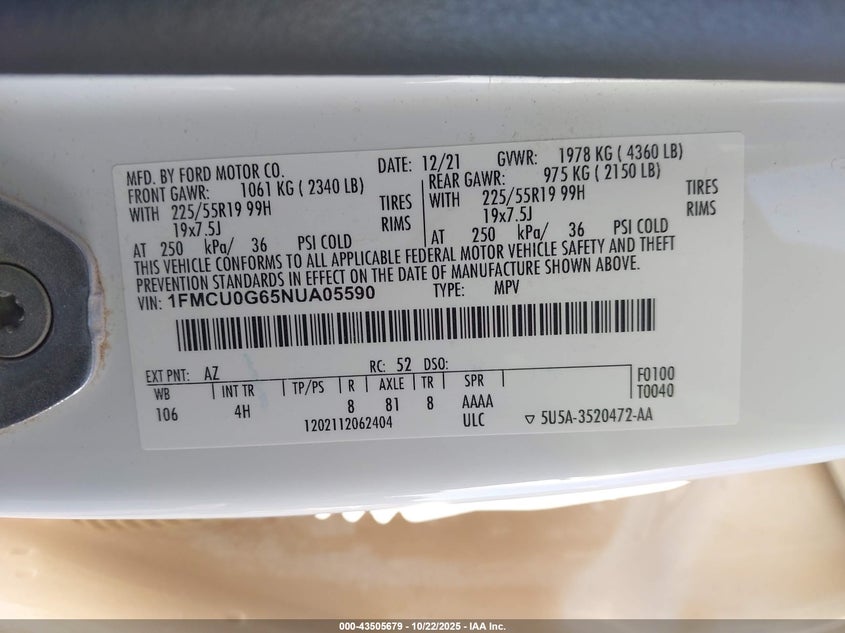 MFD. BY FORD MOTOR CO. DATE: 12/21 GVWR: 1978 KG ( 4360 LB)
FRONT GAWR: 1061 KG ( 2340 LB) REAR GAWR: 975 KG ( 2150 LB)
WITH 225/55R19 99H TIRES WITH 225/55R19 99H TIRES
19x7.5J RIMS 19x7.5J RIMS
AT 250 kPa/ 36 PSI COLD AT 250 kPa/ 36 PSI COLD
THIS VEHICLE CONFORMS TO ALL APPLICABLE FEDERAL MOTOR VEHICLE SAFETY AND THEFT
PREVENTION STANDARDS IN EFFECT ON THE DATE OF MANUFACTURE SHOWN ABOVE.
VIN: 1FMCU0G65NUA05590 TYPE: MPV
EXT PNT: AZ RC: 52 DSO: F0100
WB INT TR TP/PS R AXLE TR SPR T0040
106 4H 8 81 8 AAAA
1202112062404 ULC 5U5A-3520472-AA
000-43505679 - 10/22/2025 - IAA Inc.